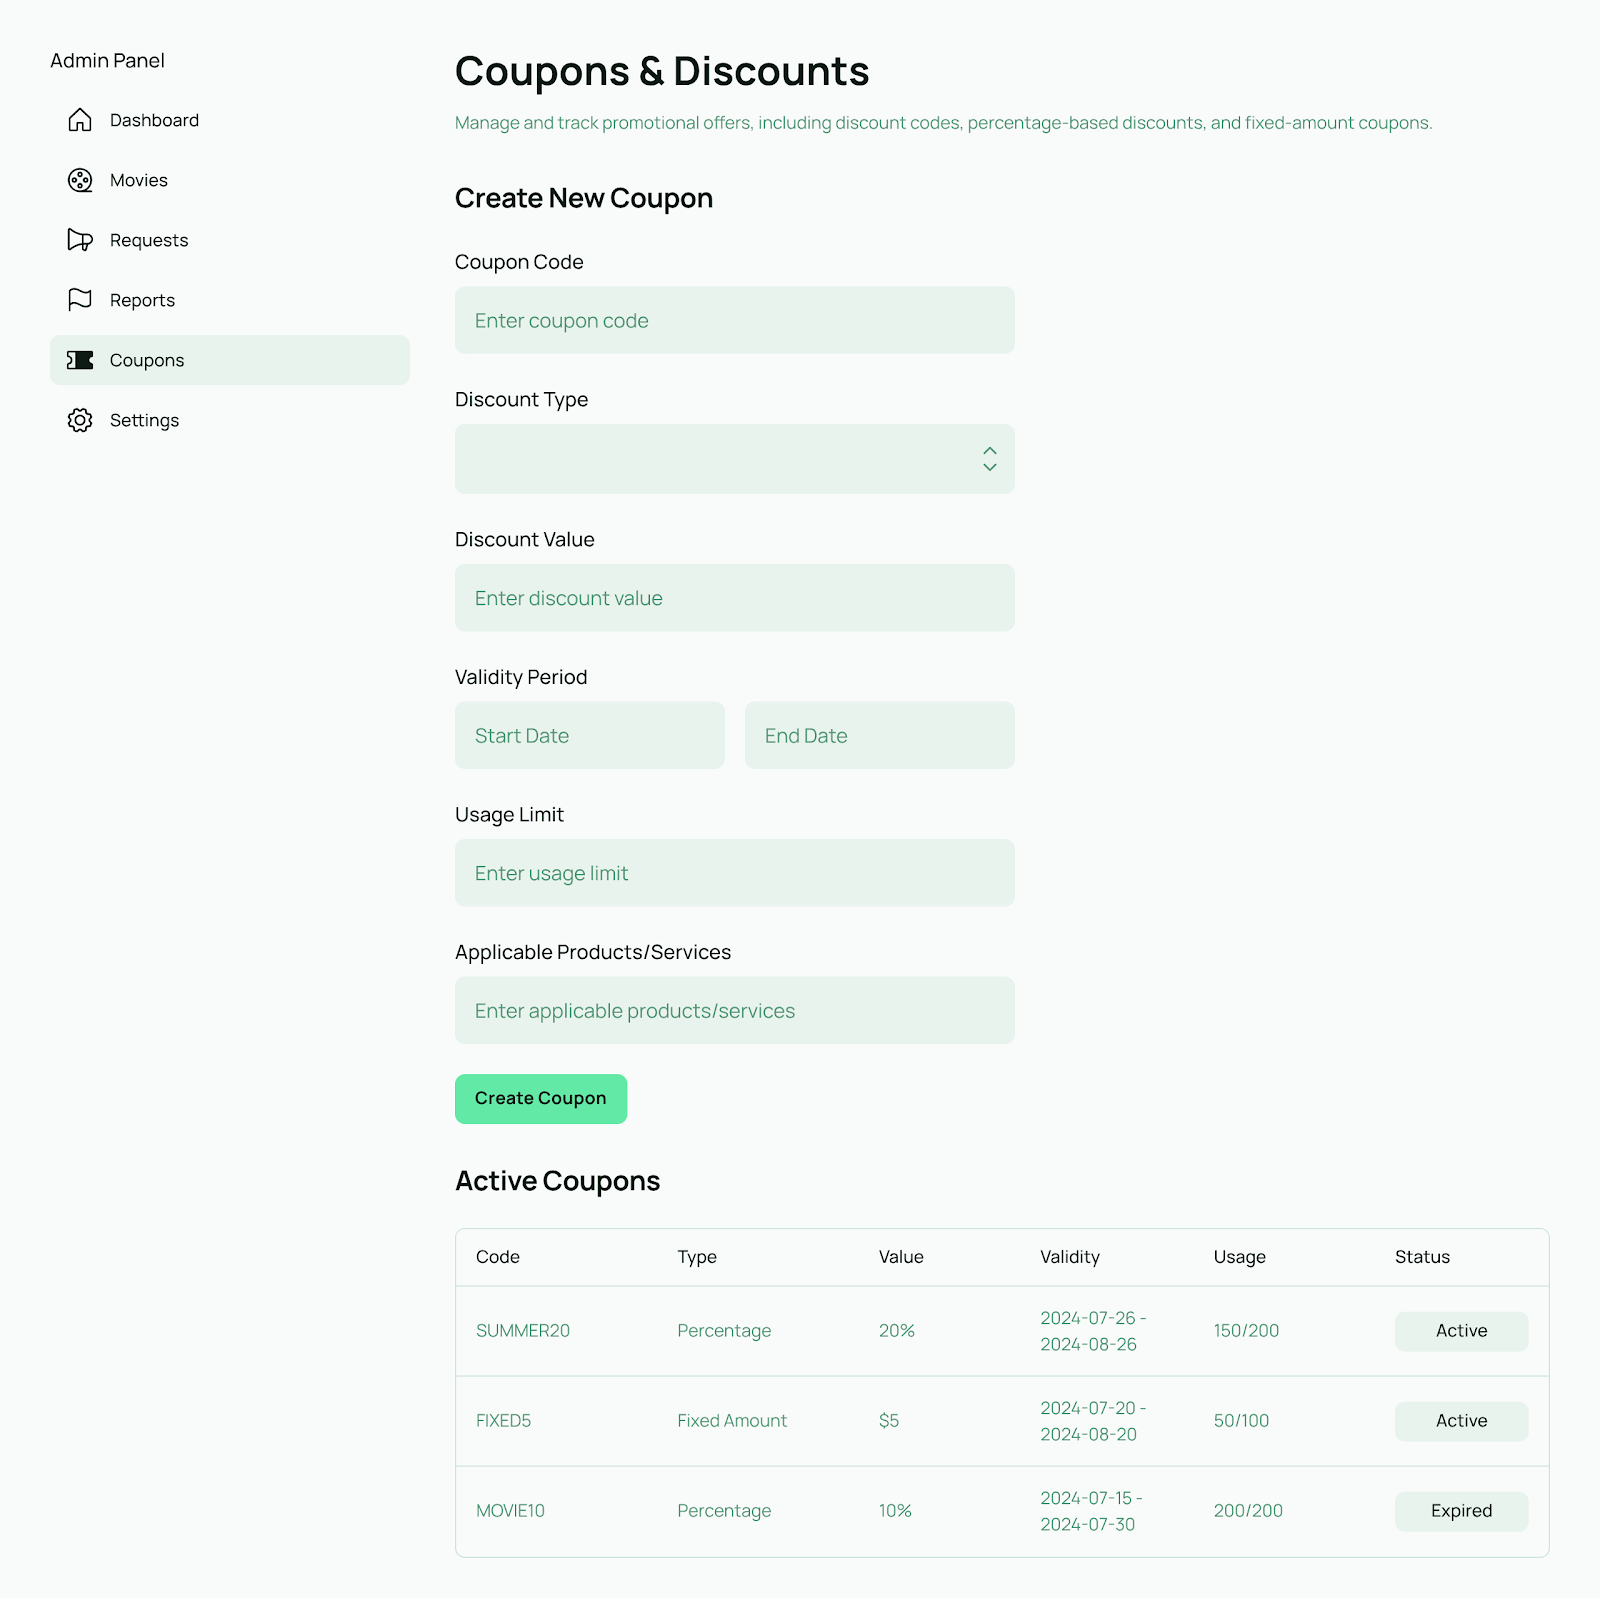 Admin Panel
Dashboard
Movies
Requests
Reports
Coupons
Settings
Coupons & Discounts
Manage and track promotional offers, including discount codes, percentage-based discounts, and fixed-amount coupons.
Create New Coupon
Coupon Code
Enter coupon code
Discount Type
Discount Value
Enter discount value
Validity Period
Start Date End Date
Usage Limit
Enter usage limit
Applicable Products/Services
Enter applicable products/services
Create Coupon
Active Coupons
Code Type Value Validity Usage Status
SUMMER20 Percentage 20% 2024-07-26 - 150/200 Active
2024-08-26
FIXED5 Fixed Amount $5 2024-07-20 - 50/100 Active
2024-08-20
MOVIE10 Percentage 10% 2024-07-15 - 200/200 Expired
2024-07-30